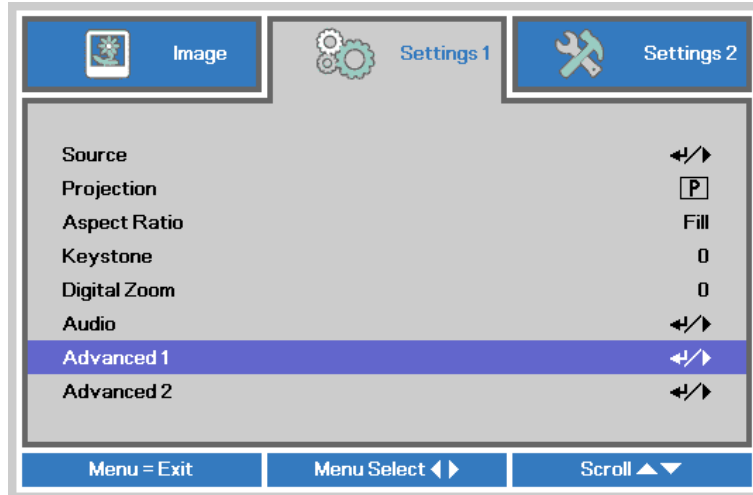 Image
Settings 1
Settings 2
Source
Projection P
Aspect Ratio Fill
Keystone 0
Digital Zoom 0
Audio
Advanced 1
Advanced 2
Menu = Exit
Menu Select
Scroll